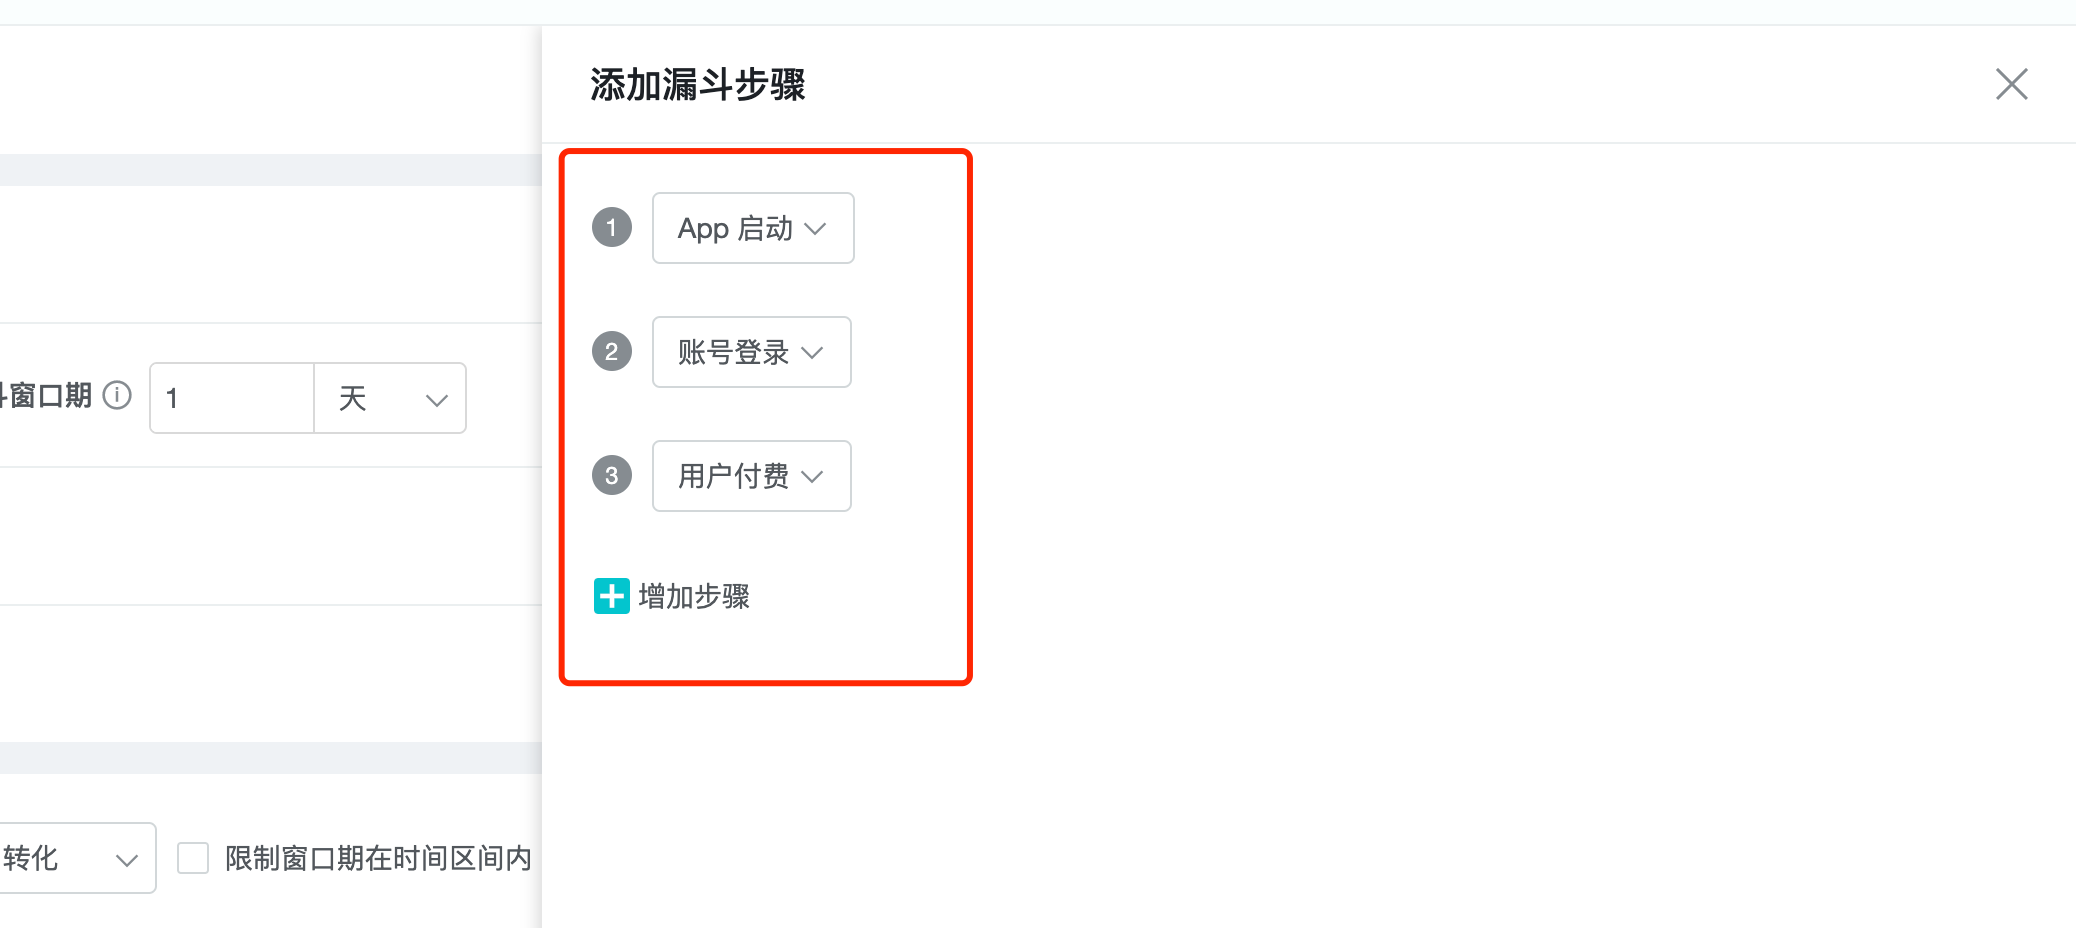 添加漏斗步骤
1 App 启动
2 账号登录
3 用户付费
增加步骤
窗口期 1 天
转化 限制窗口期在时间区间内